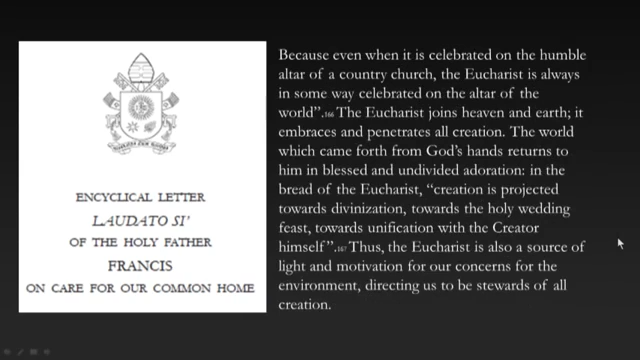 ENCYCLICAL LETTER
LAUDATO SI'
OF THE HOLY FATHER
FRANCIS
ON CARE FOR OUR COMMON HOME
Because even when it is celebrated on the humble
altar of a country church, the Eucharist is always
in some way celebrated on the altar of the
world”.166 The Eucharist joins heaven and earth; it
embraces and penetrates all creation. The world
which came forth from God’s hands returns to
him in blessed and undivided adoration: in the
bread of the Eucharist, “creation is projected
towards divinization, towards the holy wedding
feast, towards unification with the Creator
himself”.167 Thus, the Eucharist is also a source of
light and motivation for our concerns for the
environment, directing us to be stewards of all
creation.